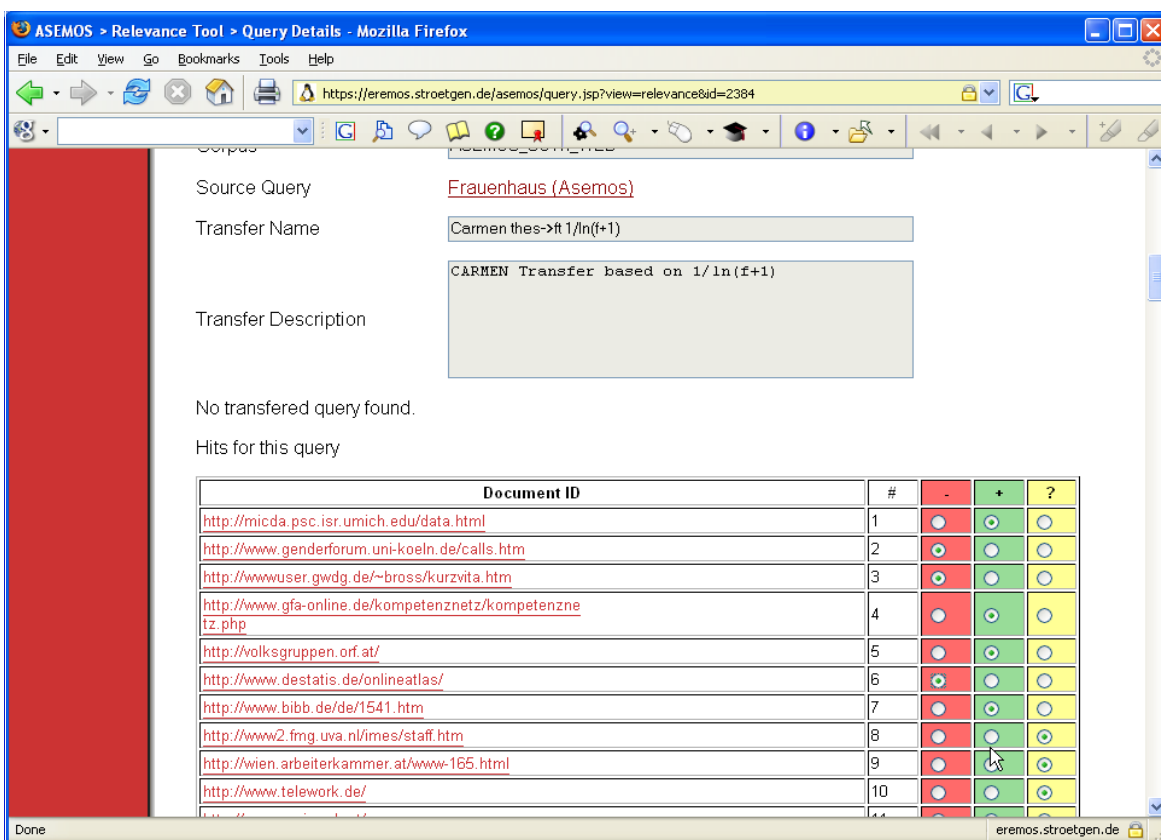 ASEMOS > Relevance Tool > Query Details - Mozilla Firefox
File Edit View Go Bookmarks Tools Help
https://eremos.stroetgen.de/asemos/query.jsp?view=relevance&id=2384
Source Query Frauenhaus (Asemos)
Transfer Name Carmen thes->ft 1/ln(f+1)
CARMEN Transfer based on 1/ln(f+1)
Transfer Description
No transfered query found.
Hits for this query
Document ID # - + ?
http://micda.psc.isr.umich.edu/data.html 1
http://www.genderforum.uni-koeln.de/calls.htm 2
http://wwwuser.gwdg.de/~bross/kurzvita.htm 3
http://www.gfa-online.de/kompetenznetz/kompetenzne
tz.php 4
http://volksgruppen.orf.at/ 5
http://www.destatis.de/onlineatlas/ 6
http://www.bibb.de/de/1541.htm 7
http://www2.fmg.uva.nl/imes/staff.htm 8
http://wien.arbeiterkammer.at/www-165.html 9
http://www.telework.de/ 10
Done eremos.stroetgen.de